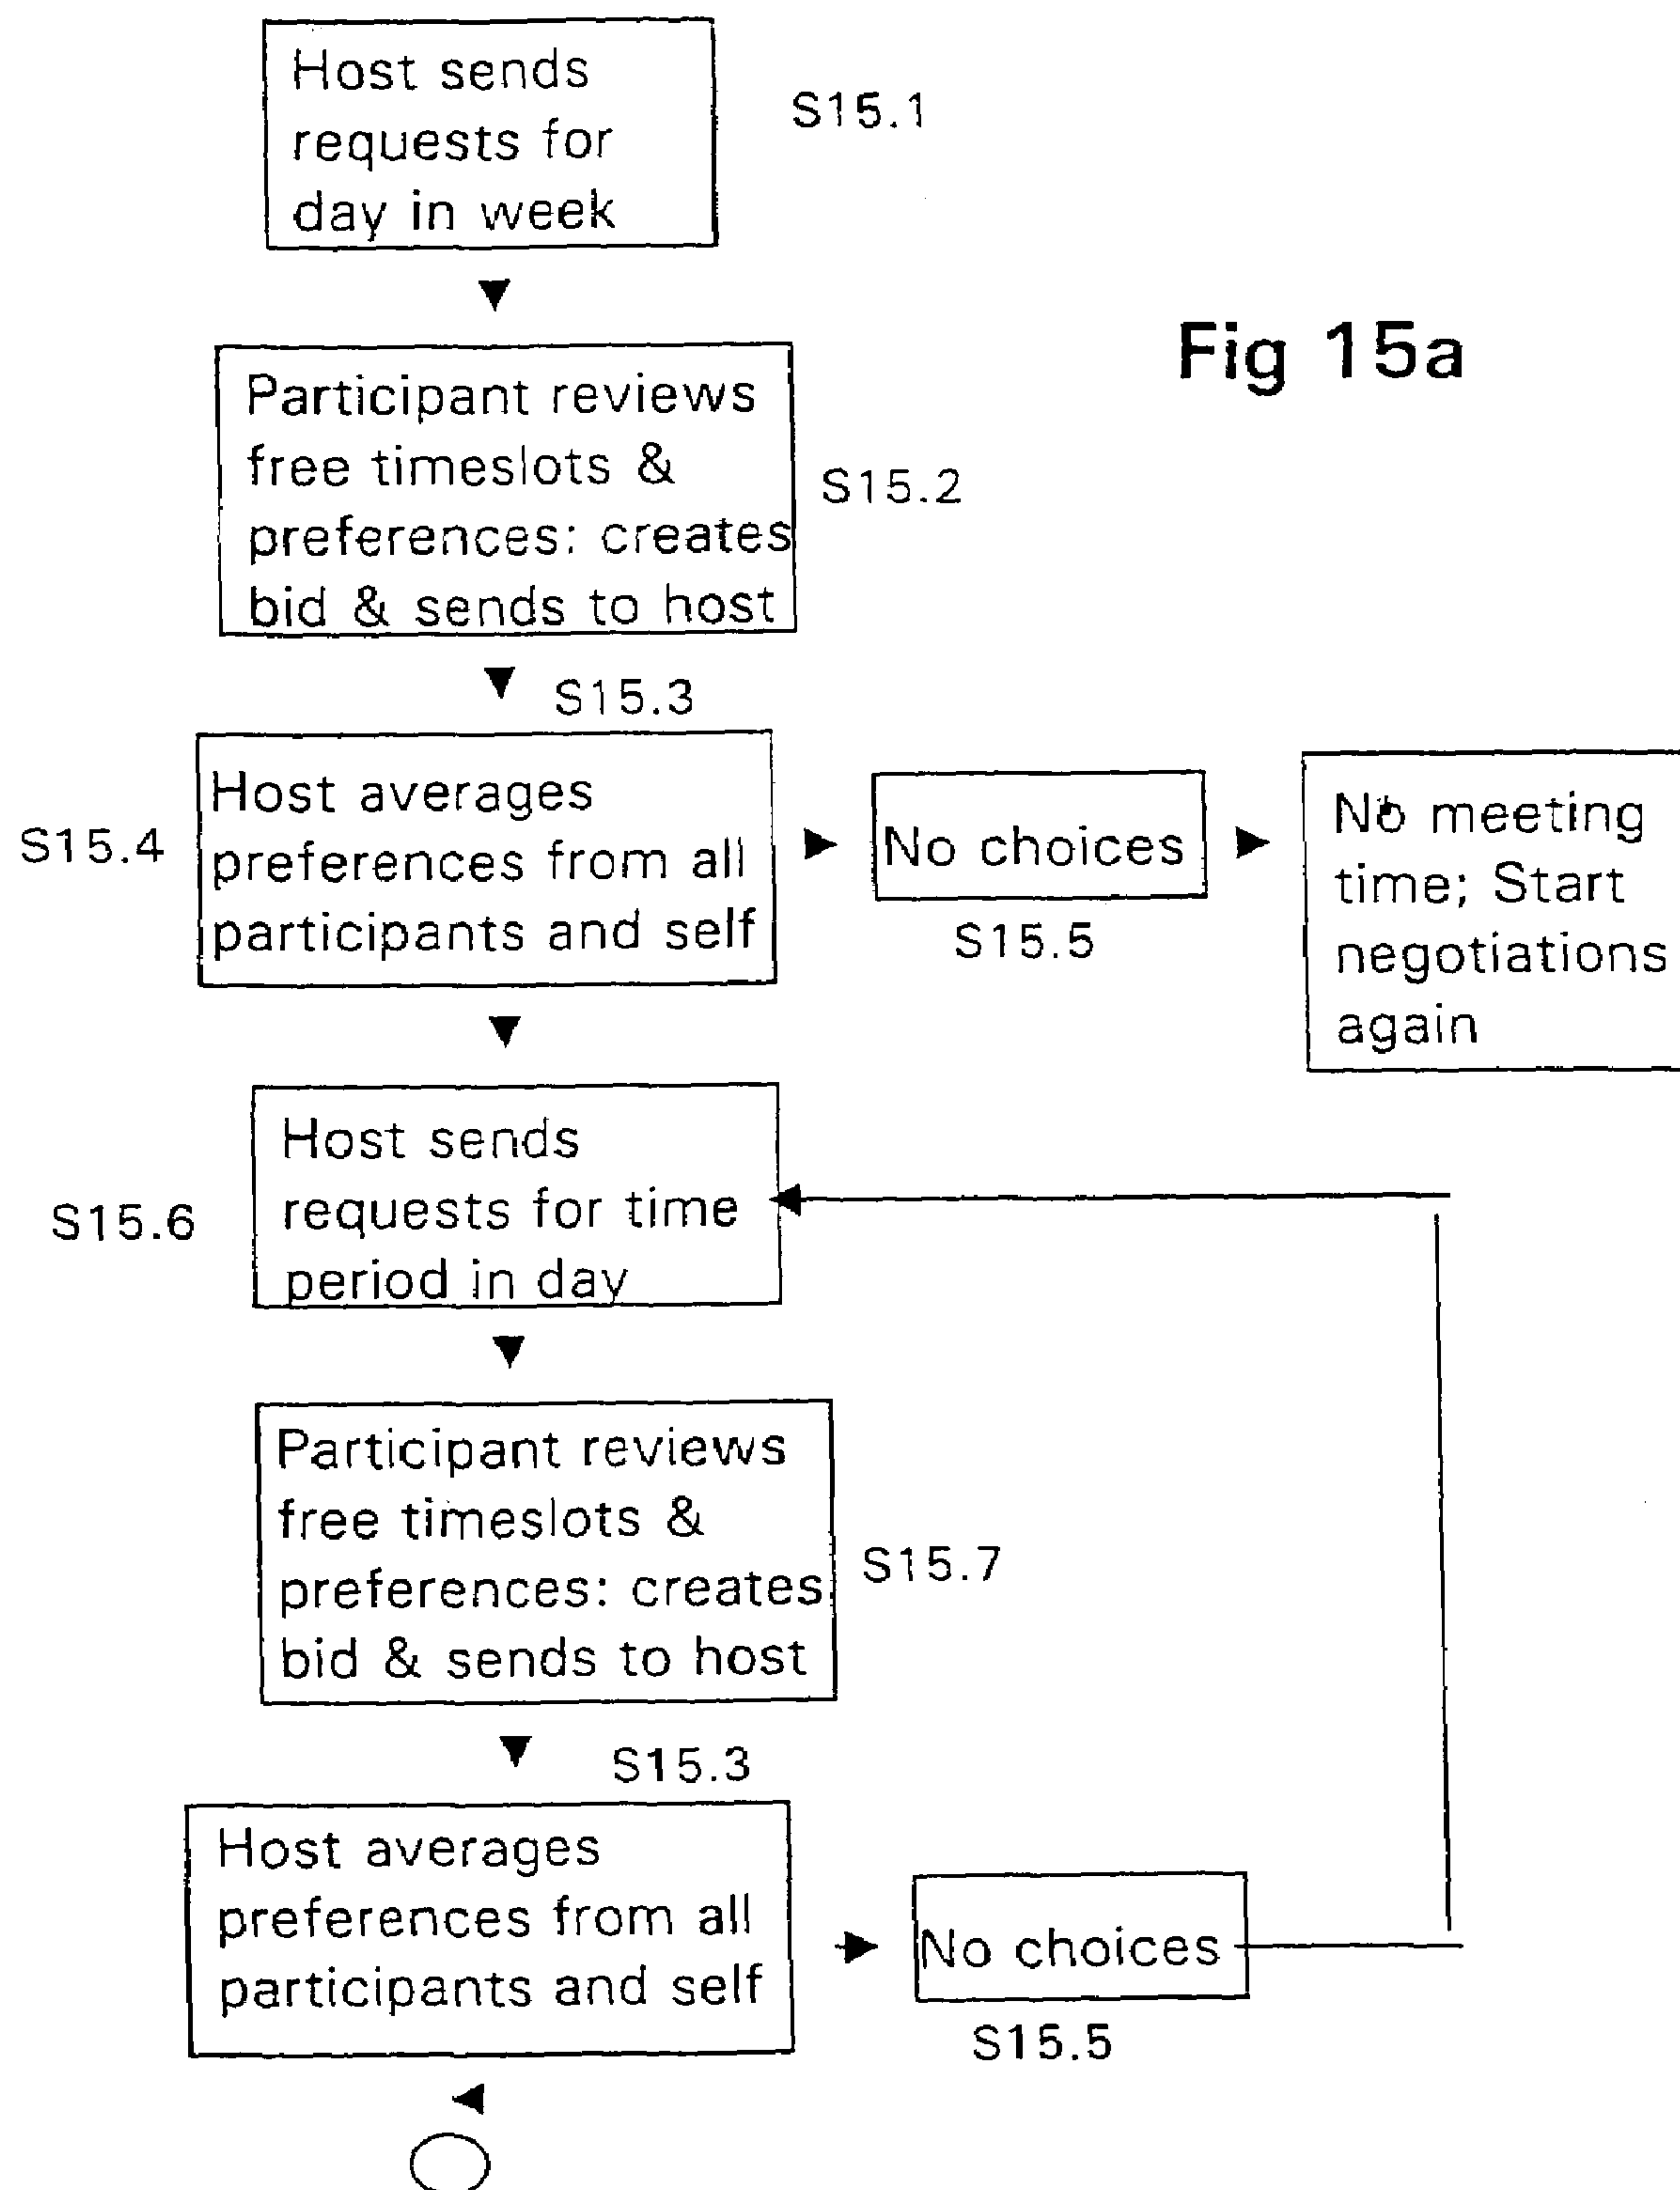 Host sends
requests for
day in week
S15.1
Fig 15a
Participant reviews
free timeslots &
preferences: creates
bid & sends to host
S15.2
S15.3
S15.4
Host averages
preferences from all
participants and self
No choices
S15.5
No meeting
time; Start
negotiations
again
Host sends
requests for time
period in day
S15.6
Participant reviews
free timeslots &
preferences: creates
bid & sends to host
S15.7
S15.3
Host averages
preferences from all
participants and self
No choices
S15.5